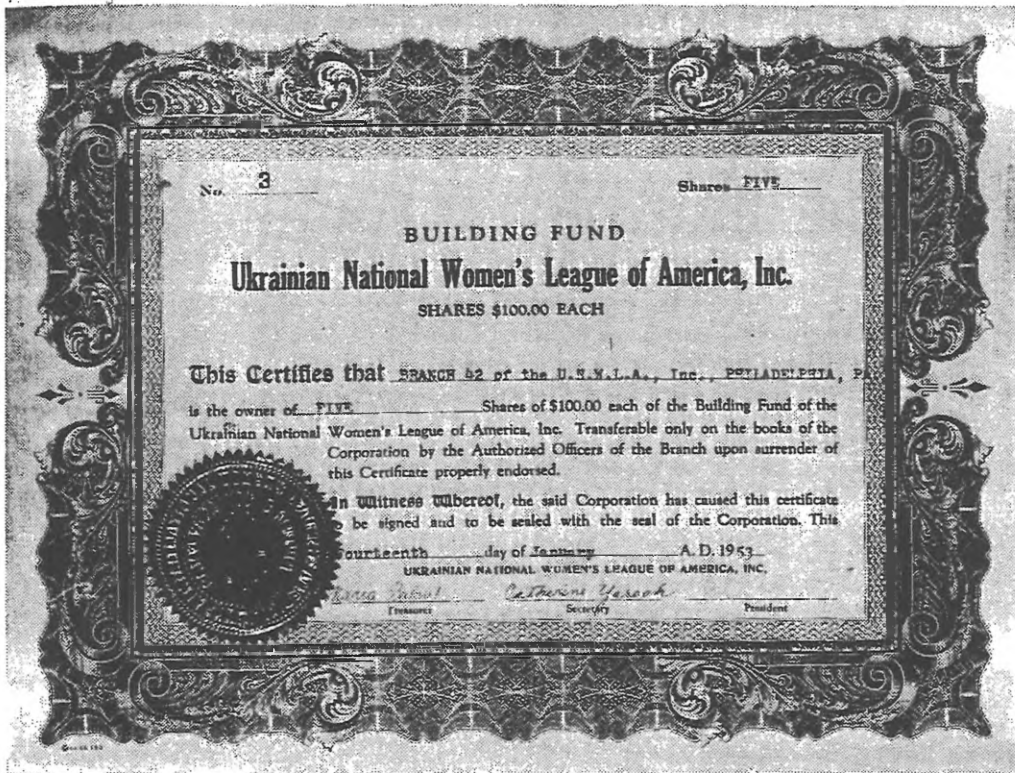 No. 3 Shares FIVE
BUILDING FUND
Ukrainian National Women's League of America, Inc.
SHARES $100.00 EACH
This Certifies that BRANCH 42 of the U.N.W.L.A., Inc., PHILADELPHIA, PA
is the owner of FIVE Shares of $100.00 each of the Building Fund of the
Ukrainian National Women's League of America, Inc. Transferable only on the books of the
Corporation by the Authorized Officers of the Branch upon surrender of
this Certificate properly endorsed.
In Witness Whereof, the said Corporation has caused this certificate
to be signed and to be sealed with the seal of the Corporation. This
Fourteenth day of January A. D. 1953
UKRAINIAN NATIONAL WOMEN'S LEAGUE OF AMERICA, INC.
Catherine Yarosh
Treasurer Secretary President